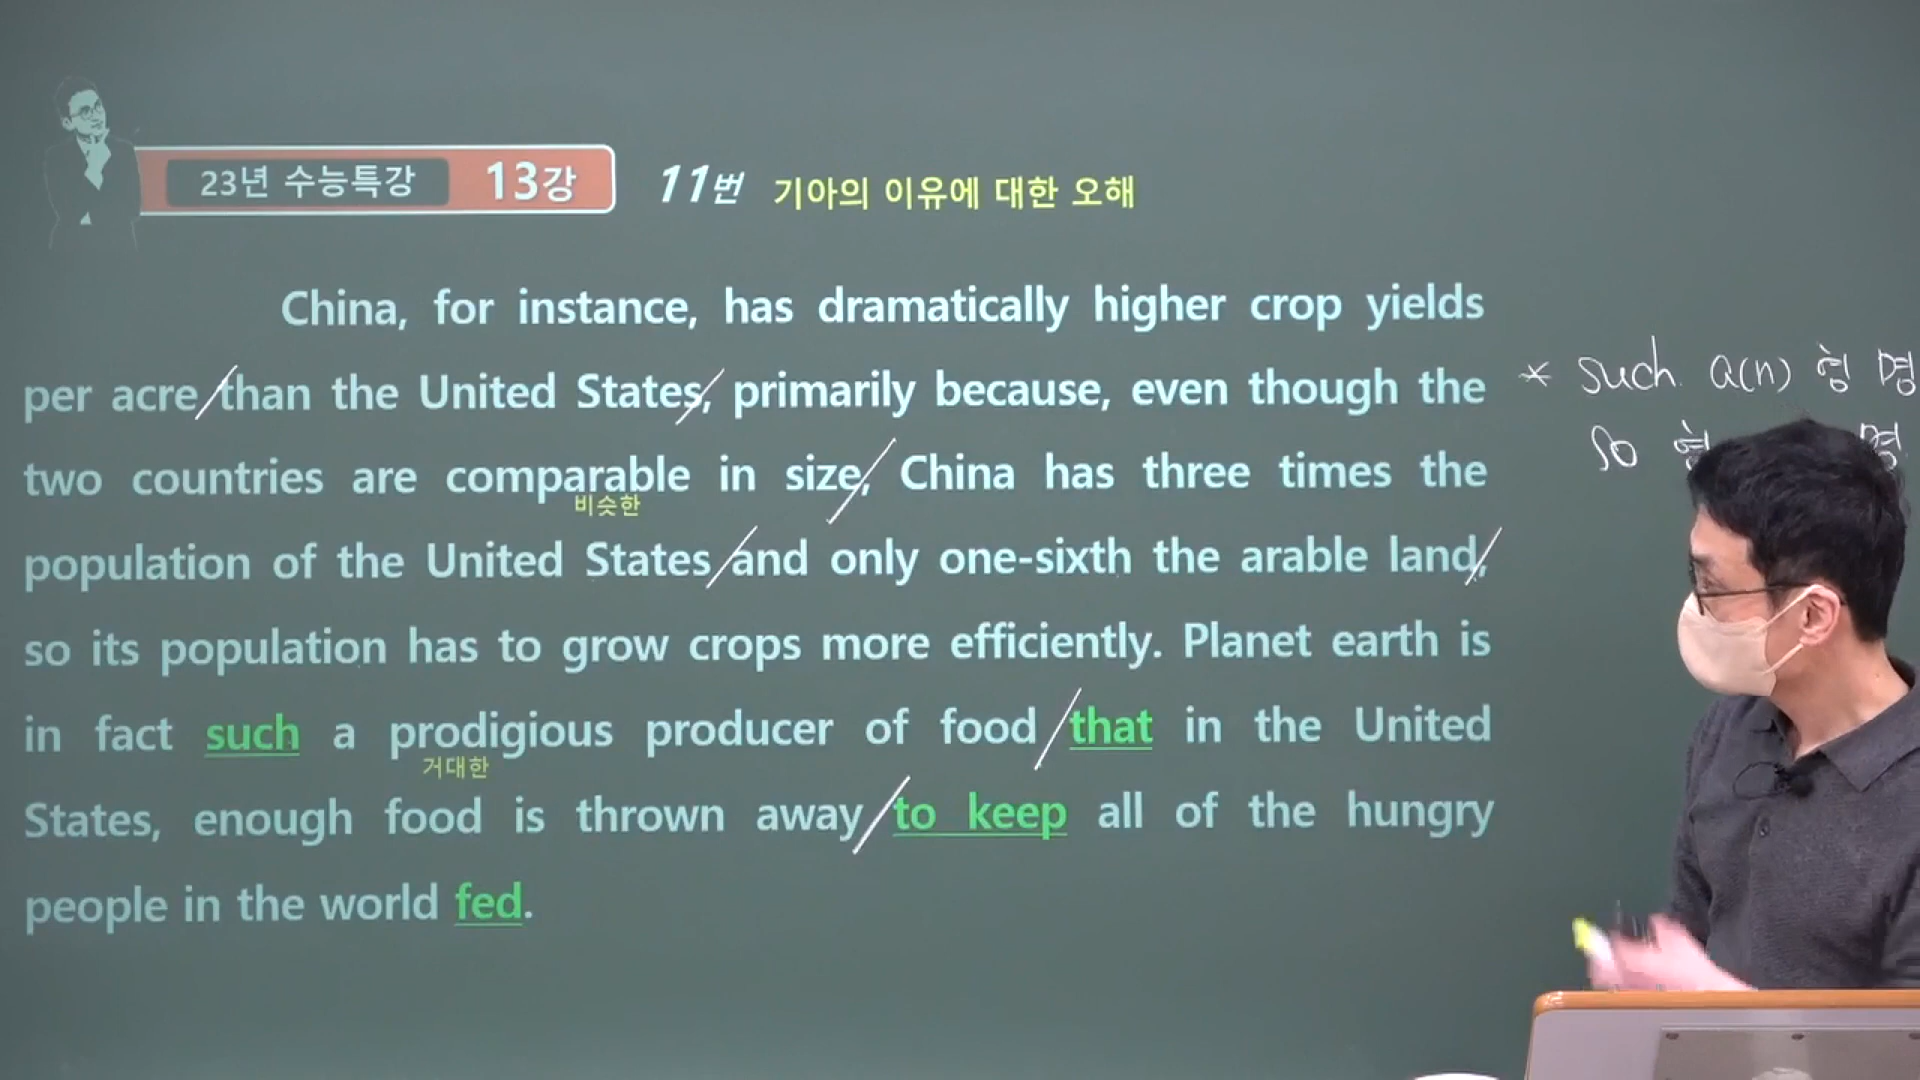 23년 수능특강 13강 11번 기아의 이유에 대한 오해
China, for instance, has dramatically higher crop yields
per acre than the United States, primarily because, even though the
two countries are comparable in size, China has three times the
비슷한
population of the United States and only one-sixth the arable land,
so its population has to grow crops more efficiently. Planet earth is
in fact such a prodigious producer of food that in the United
거대한
States, enough food is thrown away to keep all of the hungry
people in the world fed.
* such a(n) 형 명
so 형 명